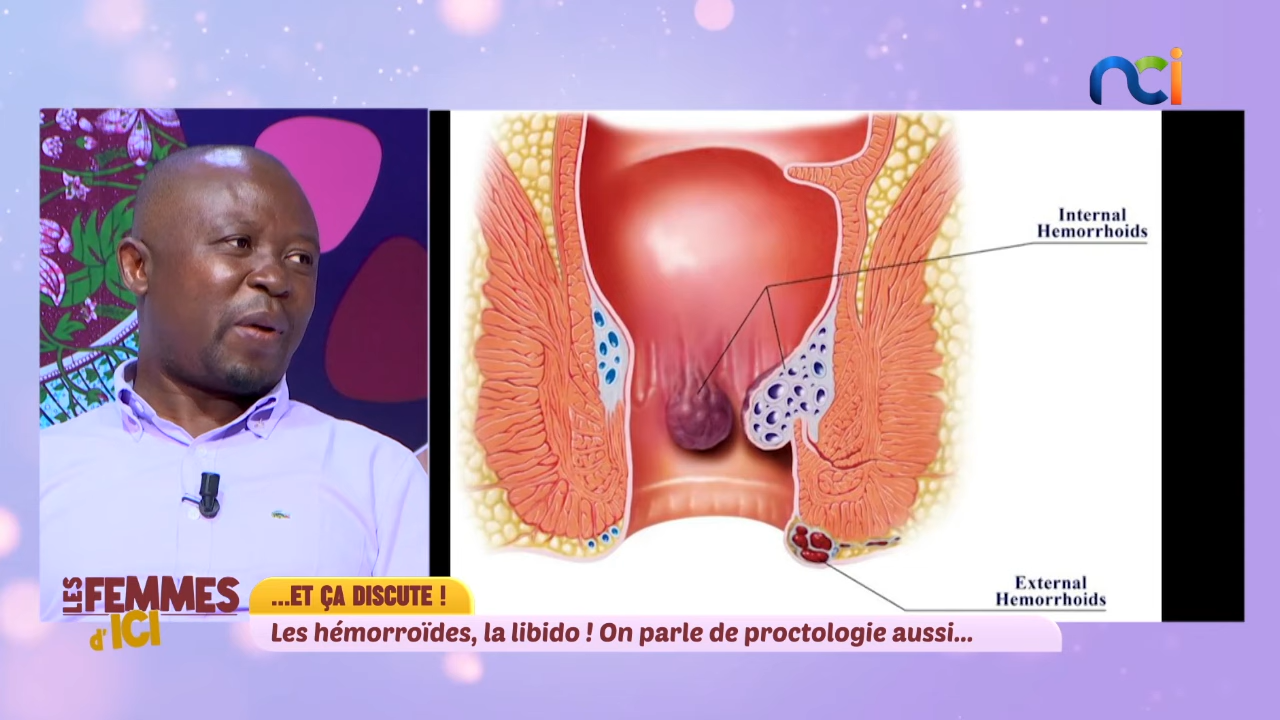 nci
Internal
Hemorrhoids
External
Hemorrhoids
LES FEMMES
d'ICI
...ET ÇA DISCUTE !
Les hémorroïdes, la libido ! On parle de proctologie aussi...